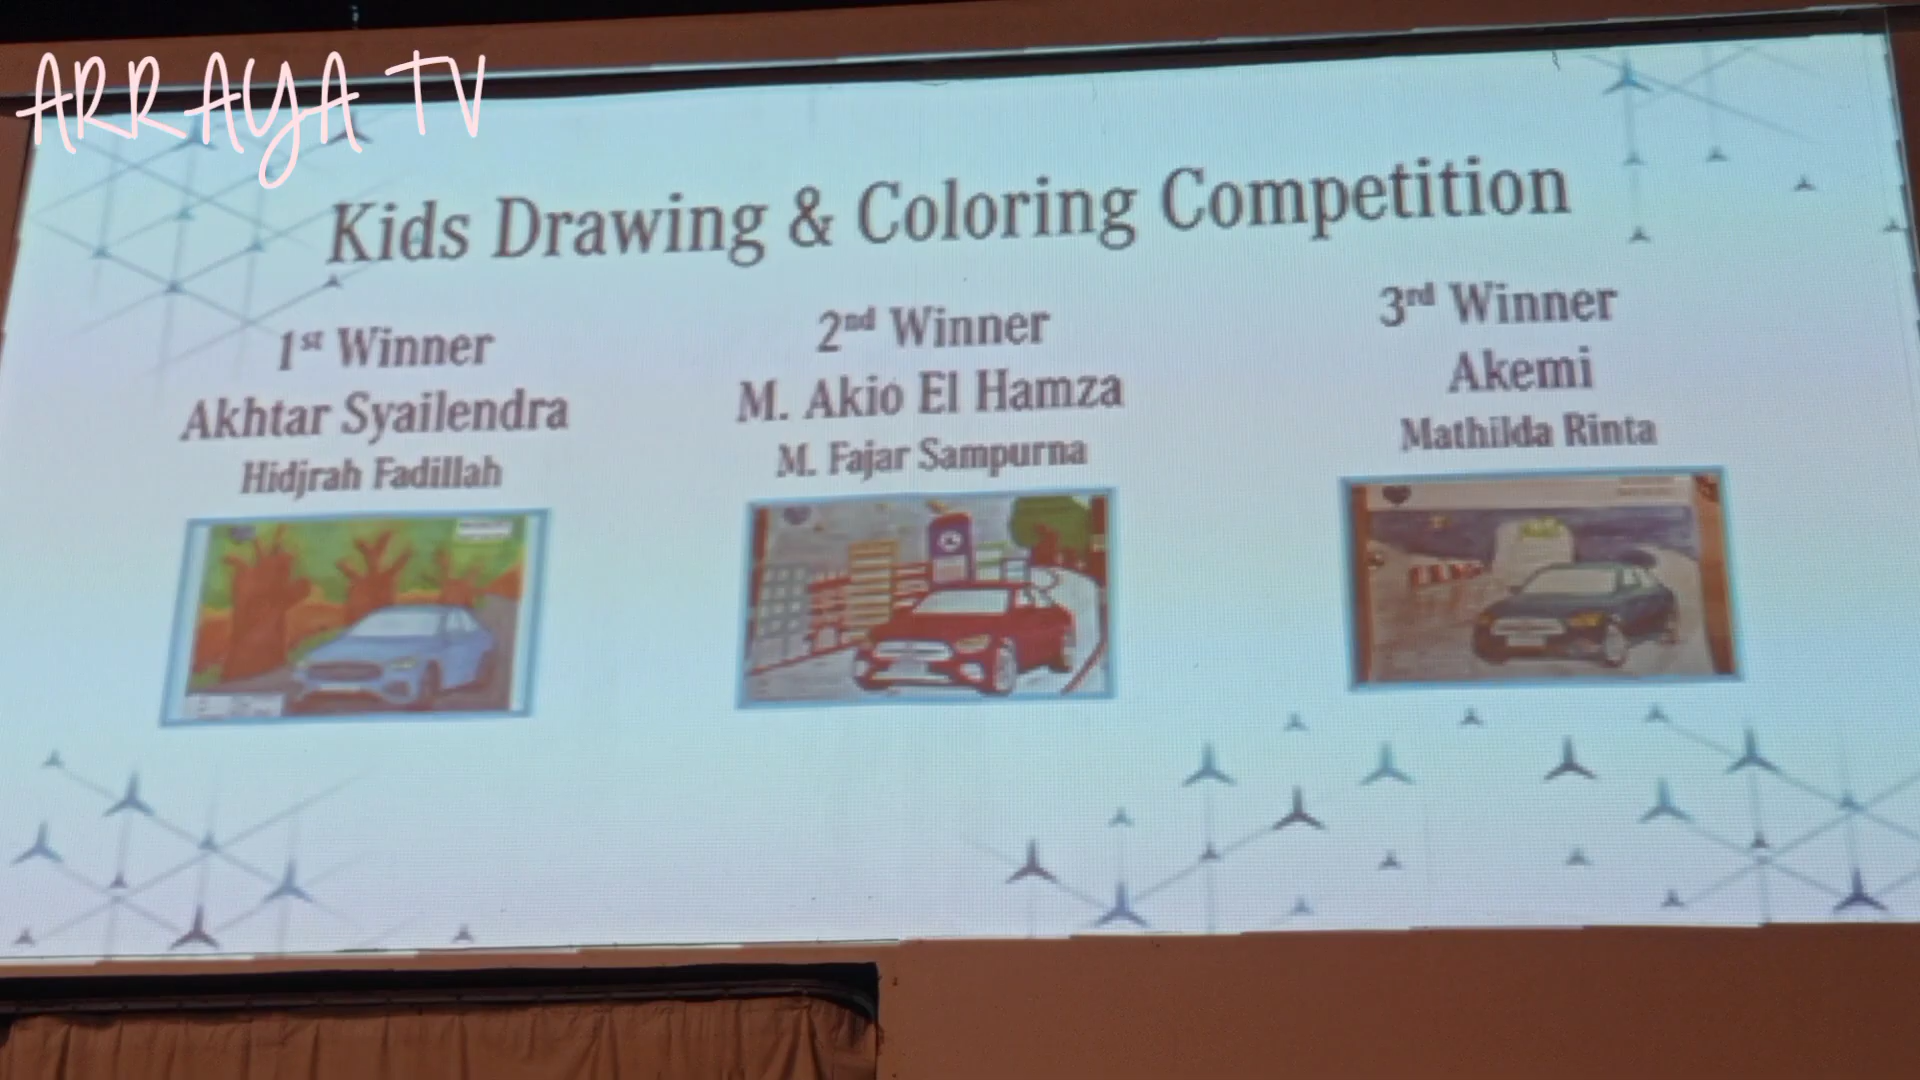 ARRAYA TV
Kids Drawing & Coloring Competition
1st Winner
Akhtar Syailendra
Hidjrah Fadillah
2nd Winner
M. Akio El Hamza
M. Fajar Sampurna
3rd Winner
Akemi
Mathilda Rinta